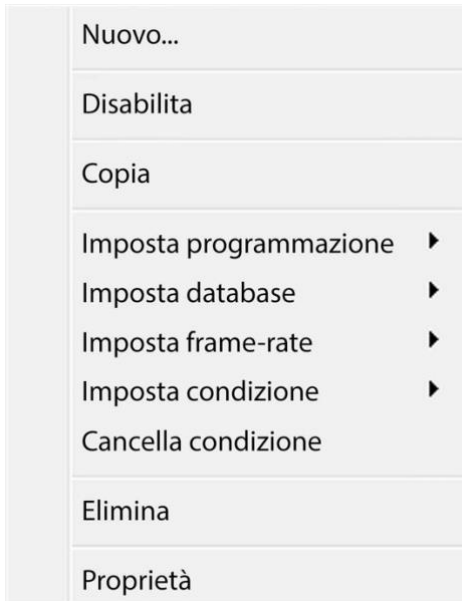 Nuovo...
Disabilita
Copia
Imposta programmazione
Imposta database
Imposta frame-rate
Imposta condizione
Cancella condizione
Elimina
Proprietà